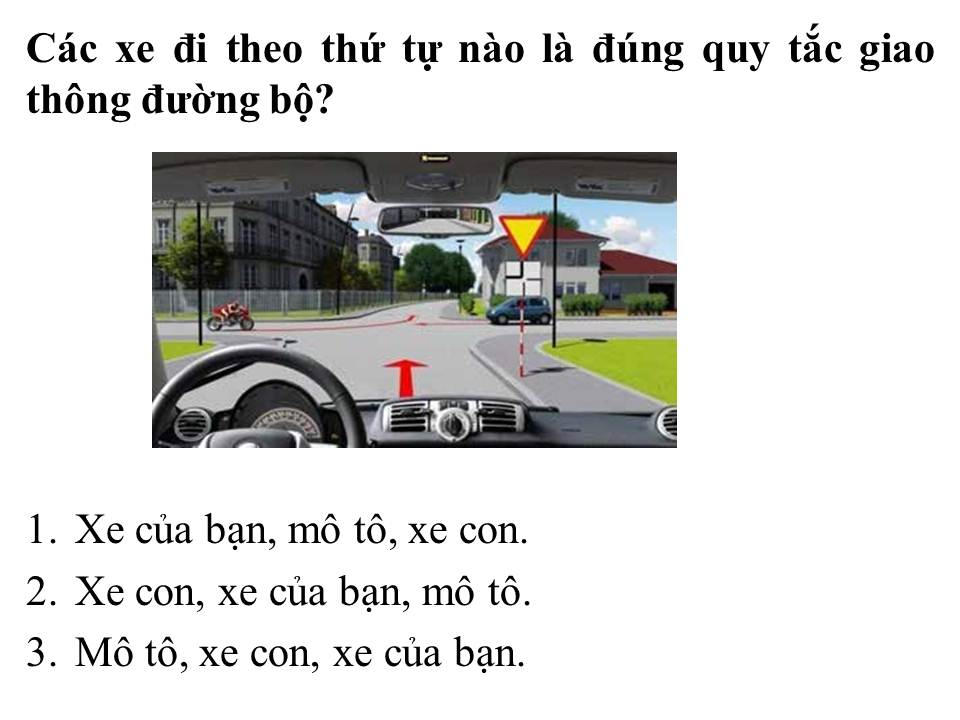 Các xe đi theo thứ tự nào là đúng quy tắc giao
thông đường bộ?
1. Xe của bạn, mô tô, xe con.
2. Xe con, xe của bạn, mô tô.
3. Mô tô, xe con, xe của bạn.